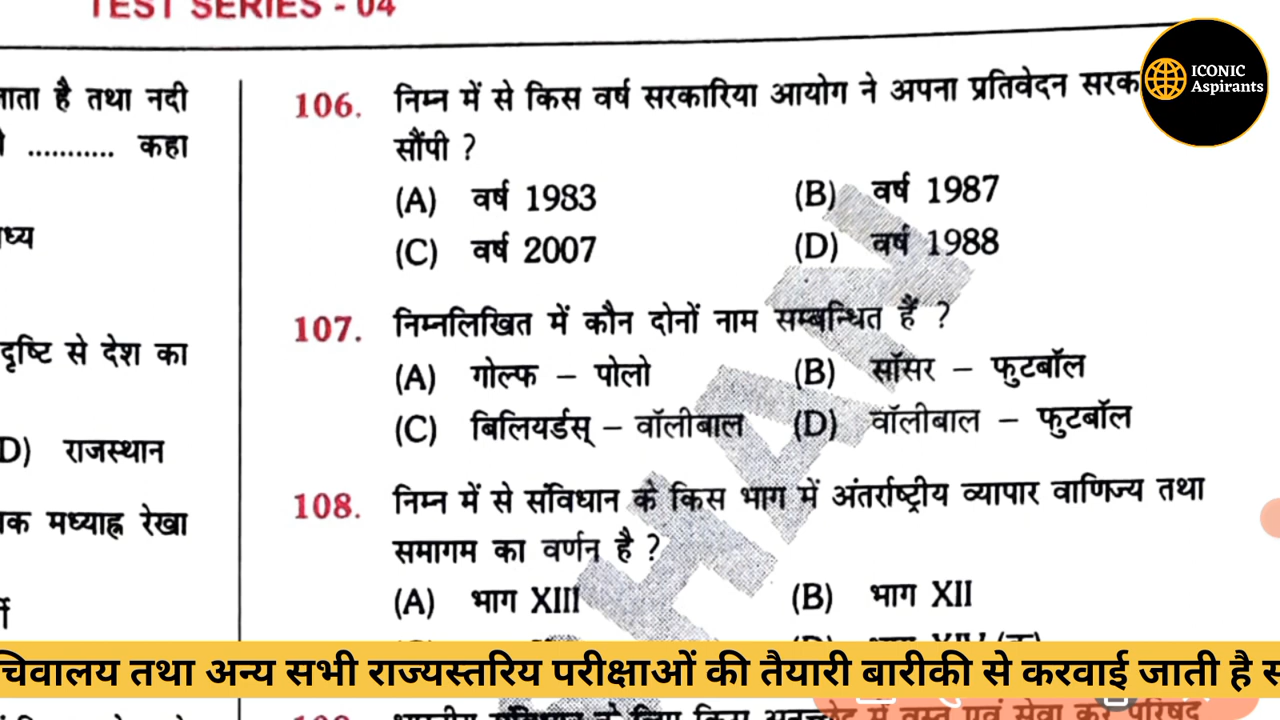 TEST SERIES - 04
ICONIC
Aspirants
है तथा नदी
........... कहा
दृष्टि से देश का
D) राजस्थान
मध्याह्न रेखा
106. निम्न में से किस वर्ष सरकारिया आयोग ने अपना प्रतिवेदन सरक
सौंपी ?
(A) वर्ष 1983 (B) वर्ष 1987
(C) वर्ष 2007 (D) वर्ष 1988
107. निम्नलिखित में कौन दोनों नाम सम्बन्धित हैं ?
(A) गोल्फ – पोलो (B) सॉसर – फुटबॉल
(C) बिलियर्डस् – वॉलीबाल (D) वॉलीबाल – फुटबॉल
108. निम्न में से संविधान के किस भाग में अंतर्राष्ट्रीय व्यापार वाणिज्य तथा
समागम का वर्णन है ?
(A) भाग XIII (B) भाग XII
चिवालय तथा अन्य सभी राज्यस्तरिय परीक्षाओं की तैयारी बारीकी से करवाई जाती है